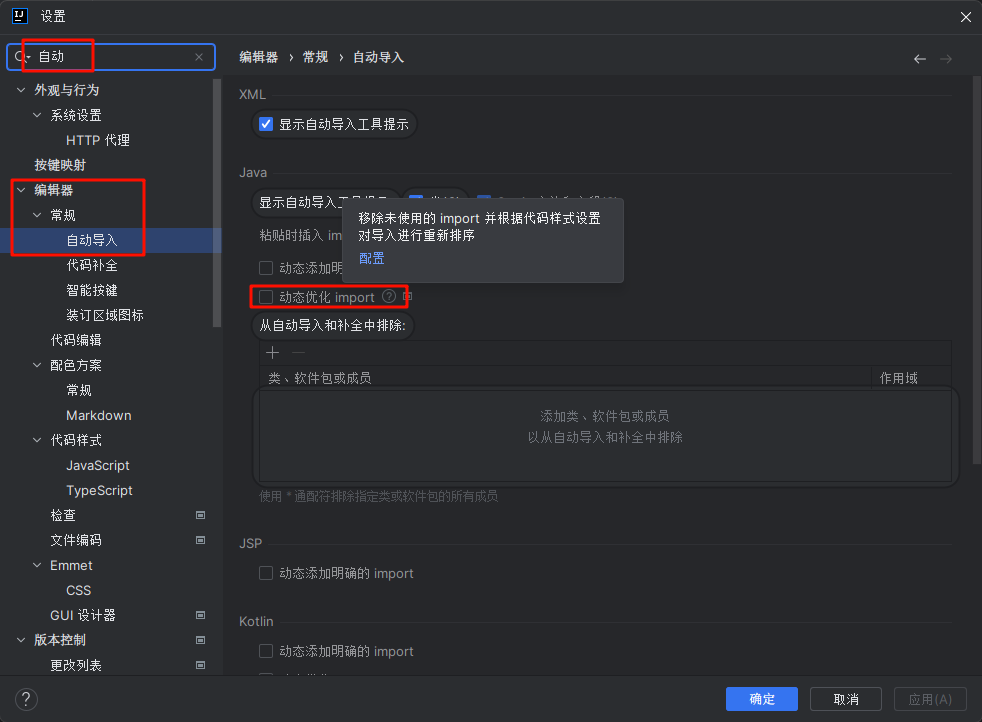 设置
自动
编辑器 › 常规 › 自动导入
外观与行为
系统设置
HTTP 代理
按键映射
编辑器
常规
自动导入
代码补全
智能按键
装订区域图标
代码编辑
配色方案
常规
Markdown
代码样式
JavaScript
TypeScript
检查
文件编码
Emmet
CSS
GUI 设计器
版本控制
更改列表
XML
显示自动导入工具提示
Java
显示自动导入工具
移除未使用的 import 并根据代码样式设置
对导入进行重新排序
配置
粘贴时插入 im
动态添加明
动态优化 import
从自动导入和补全中排除:
类、软件包或成员 作用域
添加类、软件包或成员
以从自动导入和补全中排除
使用 * 通配符排除指定类或软件包的所有成员
JSP
动态添加明确的 import
Kotlin
动态添加明确的 import
确定 取消 应用(A)